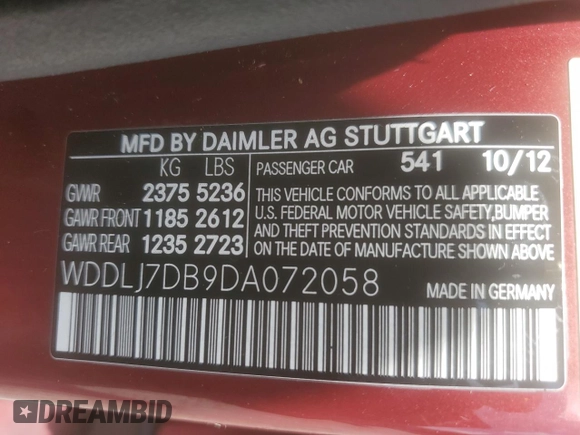 MFD BY DAIMLER AG STUTTGART
KG LBS PASSENGER CAR 541 10/12
GVWR 2375 5236
GAWR FRONT 1185 2612
GAWR REAR 1235 2723
THIS VEHICLE CONFORMS TO ALL APPLICABLE
U.S. FEDERAL MOTOR VEHICLE SAFETY,BUMPER
AND THEFT PREVENTION STANDARDS IN EFFECT
ON THE DATE OF MANUFACTURE SHOWN ABOVE.
WDDLJ7DB9DA072058 MADE IN GERMANY
DREAMBID